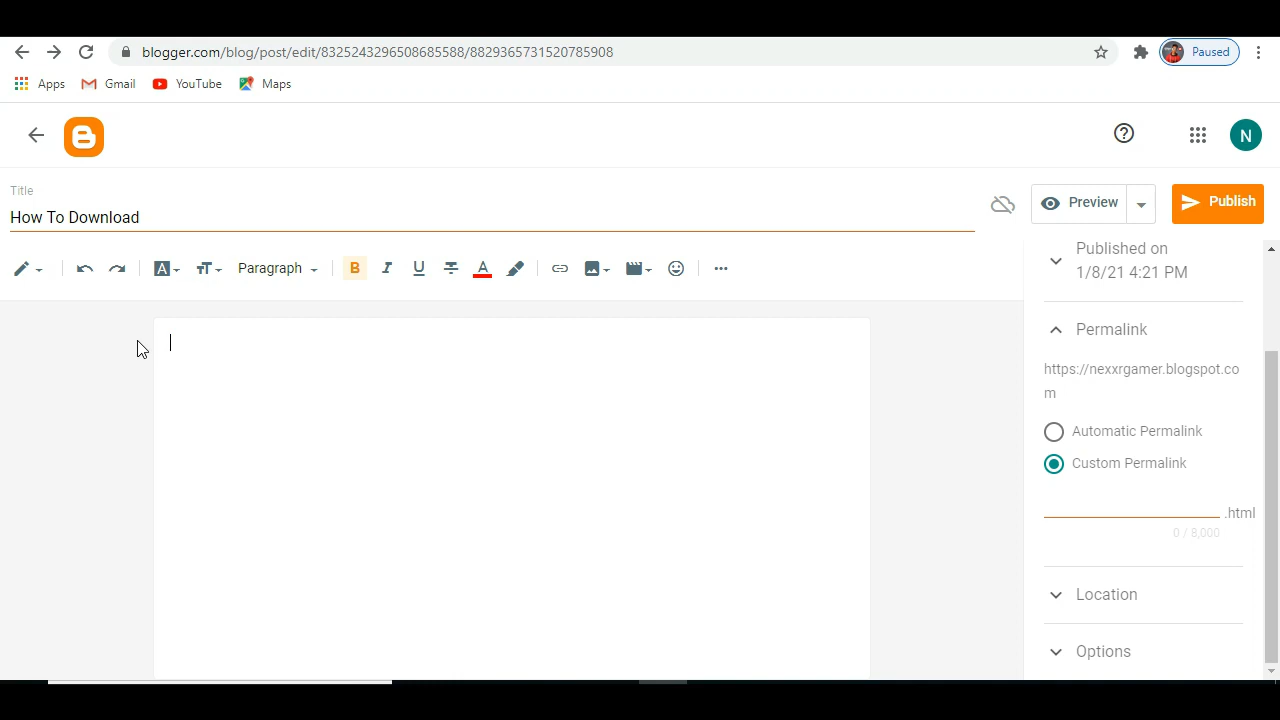 blogger.com/blog/post/edit/8325243296508685588/8829365731520785908
Paused
Apps Gmail YouTube Maps
N
Title
How To Download
Preview
Publish
Paragraph
B I U S A
Published on
1/8/21 4:21 PM
Permalink
https://nexxrgamer.blogspot.co
m
Automatic Permalink
Custom Permalink
.html
0 / 8,000
Location
Options